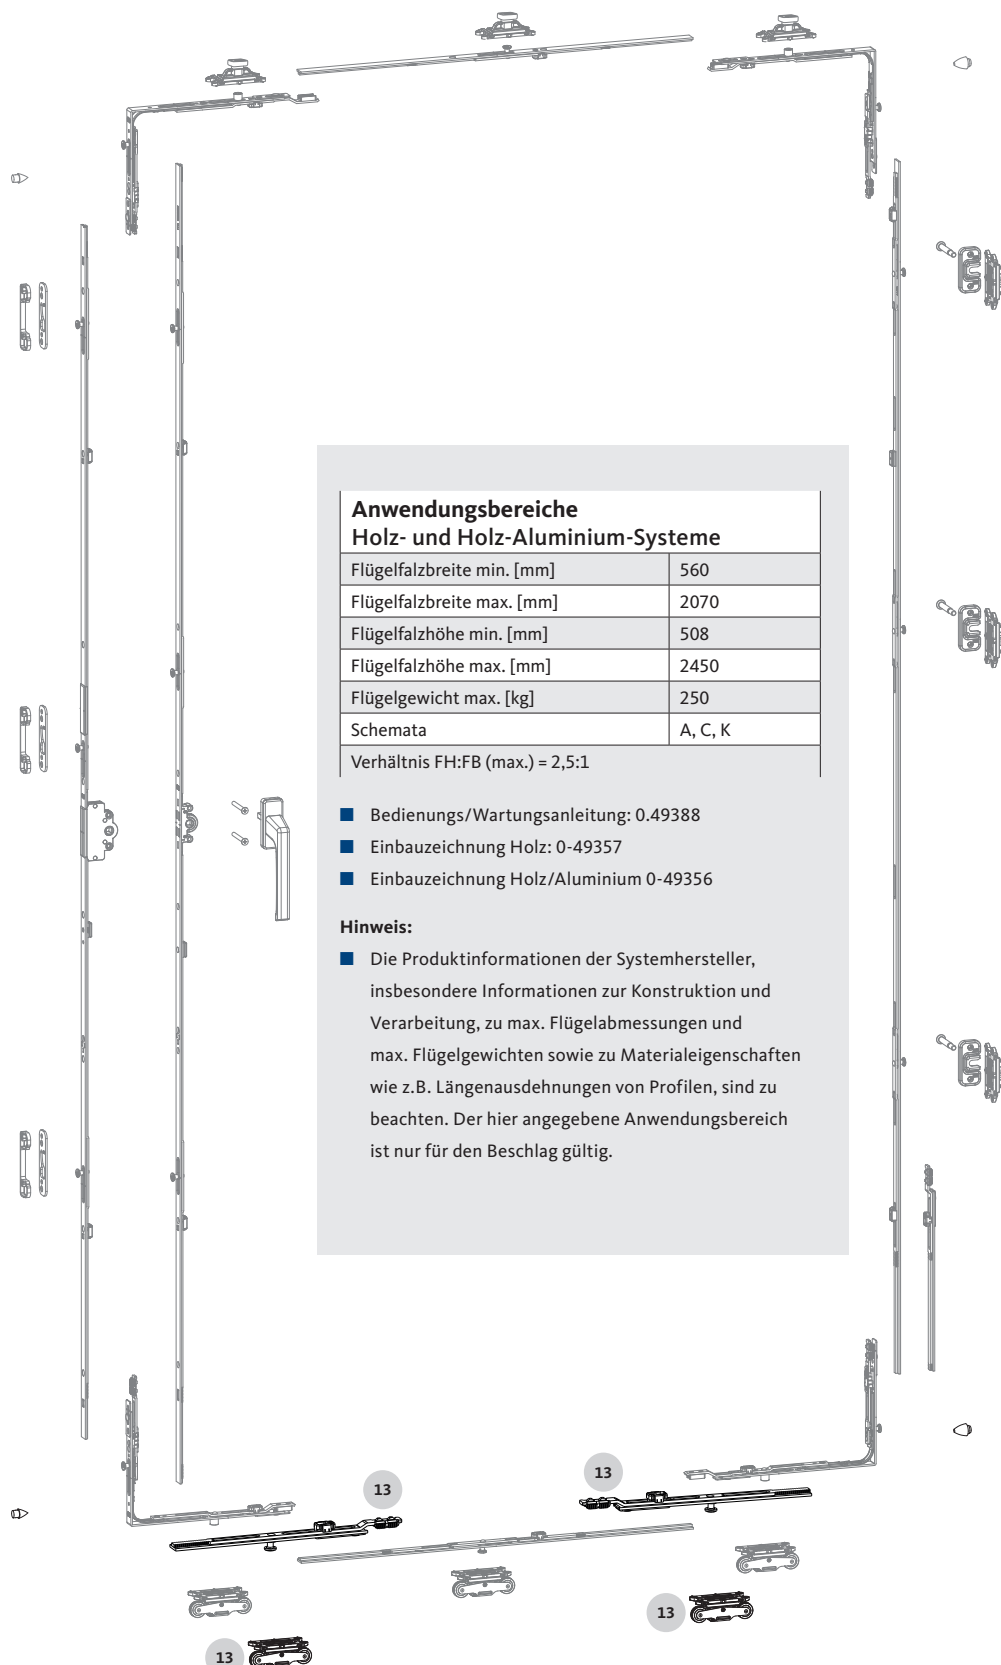 Anwendungsbereiche
Holz- und Holz-Aluminium-Systeme
Flügelfalzbreite min. [mm] 560
Flügelfalzbreite max. [mm] 2070
Flügelfalzhöhe min. [mm] 508
Flügelfalzhöhe max. [mm] 2450
Flügelgewicht max. [kg] 250
Schemata A, C, K
Verhältnis FH:FB (max.) = 2,5:1
Bedienungs/Wartungsanleitung: 0.49388
Einbauzeichnung Holz: 0-49357
Einbauzeichnung Holz/Aluminium 0-49356
Hinweis:
Die Produktinformationen der Systemhersteller,
insbesondere Informationen zur Konstruktion und
Verarbeitung, zu max. Flügelabmessungen und
max. Flügelgewichten sowie zu Materialeigenschaften
wie z.B. Längenausdehnungen von Profilen, sind zu
beachten. Der hier angegebene Anwendungsbereich
ist nur für den Beschlag gültig.
13
13
13
13